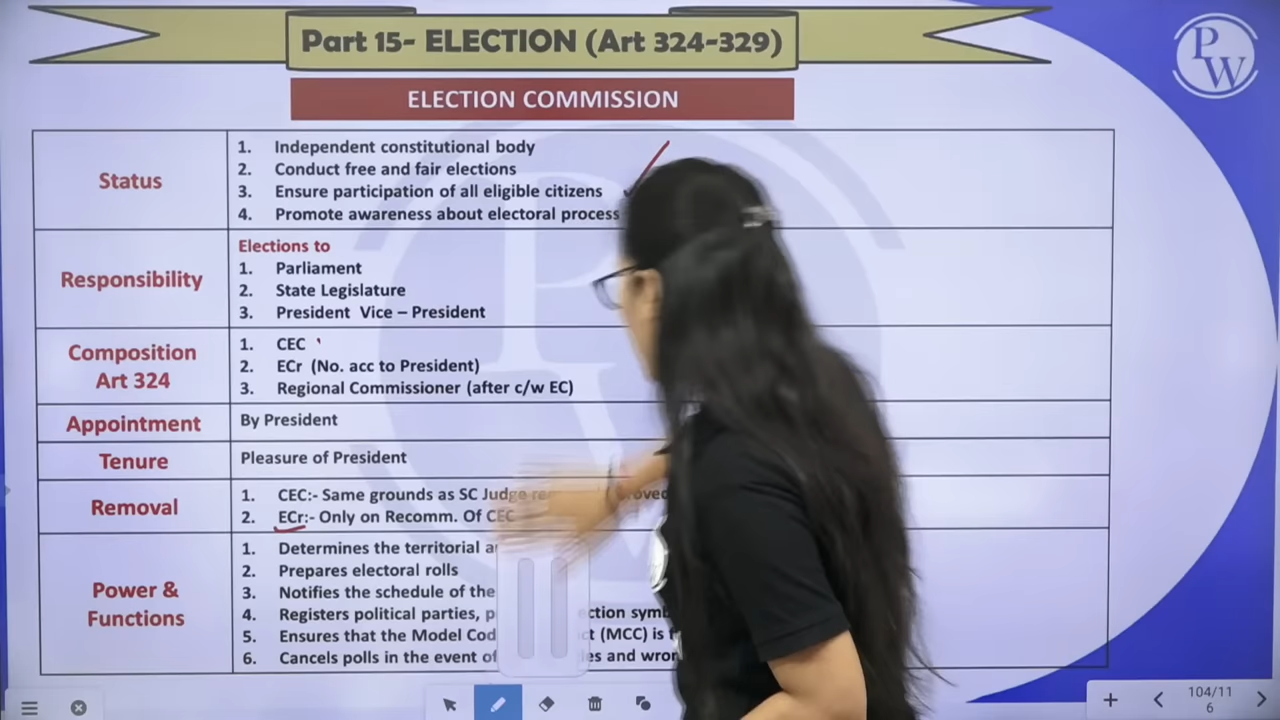 Part 15- ELECTION (Art 324-329)
PW
ELECTION COMMISSION
Status
1. Independent constitutional body
2. Conduct free and fair elections
3. Ensure participation of all eligible citizens
4. Promote awareness about electoral process
Responsibility
Elections to
1. Parliament
2. State Legislature
3. President Vice – President
Composition
Art 324
1. CEC
2. ECr (No. acc to President)
3. Regional Commissioner (after c/w EC)
Appointment
By President
Tenure
Pleasure of President
Removal
1. CEC:- Same grounds as SC Judge
2. ECr:- Only on Recomm. Of CEC
Power &
Functions
1. Determines the territorial
2. Prepares electoral rolls
3. Notifies the schedule of the
4. Registers political parties,
5. Ensures that the Model (MCC) is
6. Cancels polls in the event and
104/11
6